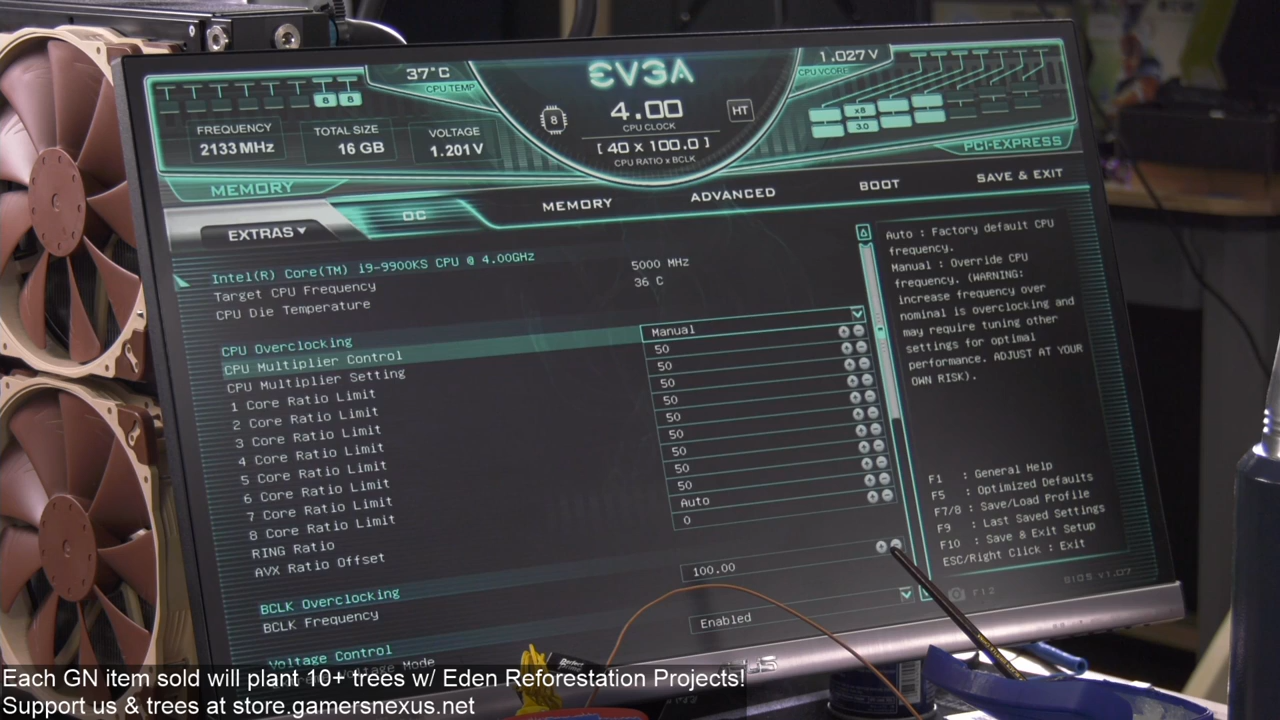 EVGA
37°C
CPU TEMP
1.027 V
CPU VCORE
8 8
8
4.00
CPU CLOCK
HT
x8
3.0
FREQUENCY
2133 MHz
TOTAL SIZE
16 GB
VOLTAGE
1.201 V
[ 40 x 100.0 ]
CPU RATIO x BCLK
PCI-EXPRESS
MEMORY
EXTRAS
OC
MEMORY
ADVANCED
BOOT
SAVE & EXIT
Intel(R) Core(TM) i9-9900KS CPU @ 4.00GHz
Target CPU Frequency 5000 MHz
CPU Die Temperature 36 C
CPU Overclocking
CPU Multiplier Control Manual
CPU Multiplier Setting 50
1 Core Ratio Limit 50
2 Core Ratio Limit 50
3 Core Ratio Limit 50
4 Core Ratio Limit 50
5 Core Ratio Limit 50
6 Core Ratio Limit 50
7 Core Ratio Limit 50
8 Core Ratio Limit 50
RING Ratio Auto
AVX Ratio Offset 0
BCLK Overclocking
BCLK Frequency 100.00
Voltage Control
Voltage Mode Enabled
Auto : Factory default CPU
frequency.
Manual : Override CPU
frequency. (WARNING:
increase frequency over
nominal is overclocking and
may require tuning other
settings for optimal
performance. ADJUST AT YOUR
OWN RISK).
F1 : General Help
F5 : Optimized Defaults
F7/8 : Save/Load Profile
F9 : Last Saved Settings
F10 : Save & Exit Setup
ESC/Right Click : Exit
F12
BIOS v1.07
Each GN item sold will plant 10+ trees w/ Eden Reforestation Projects!
Support us & trees at store.gamersnexus.net